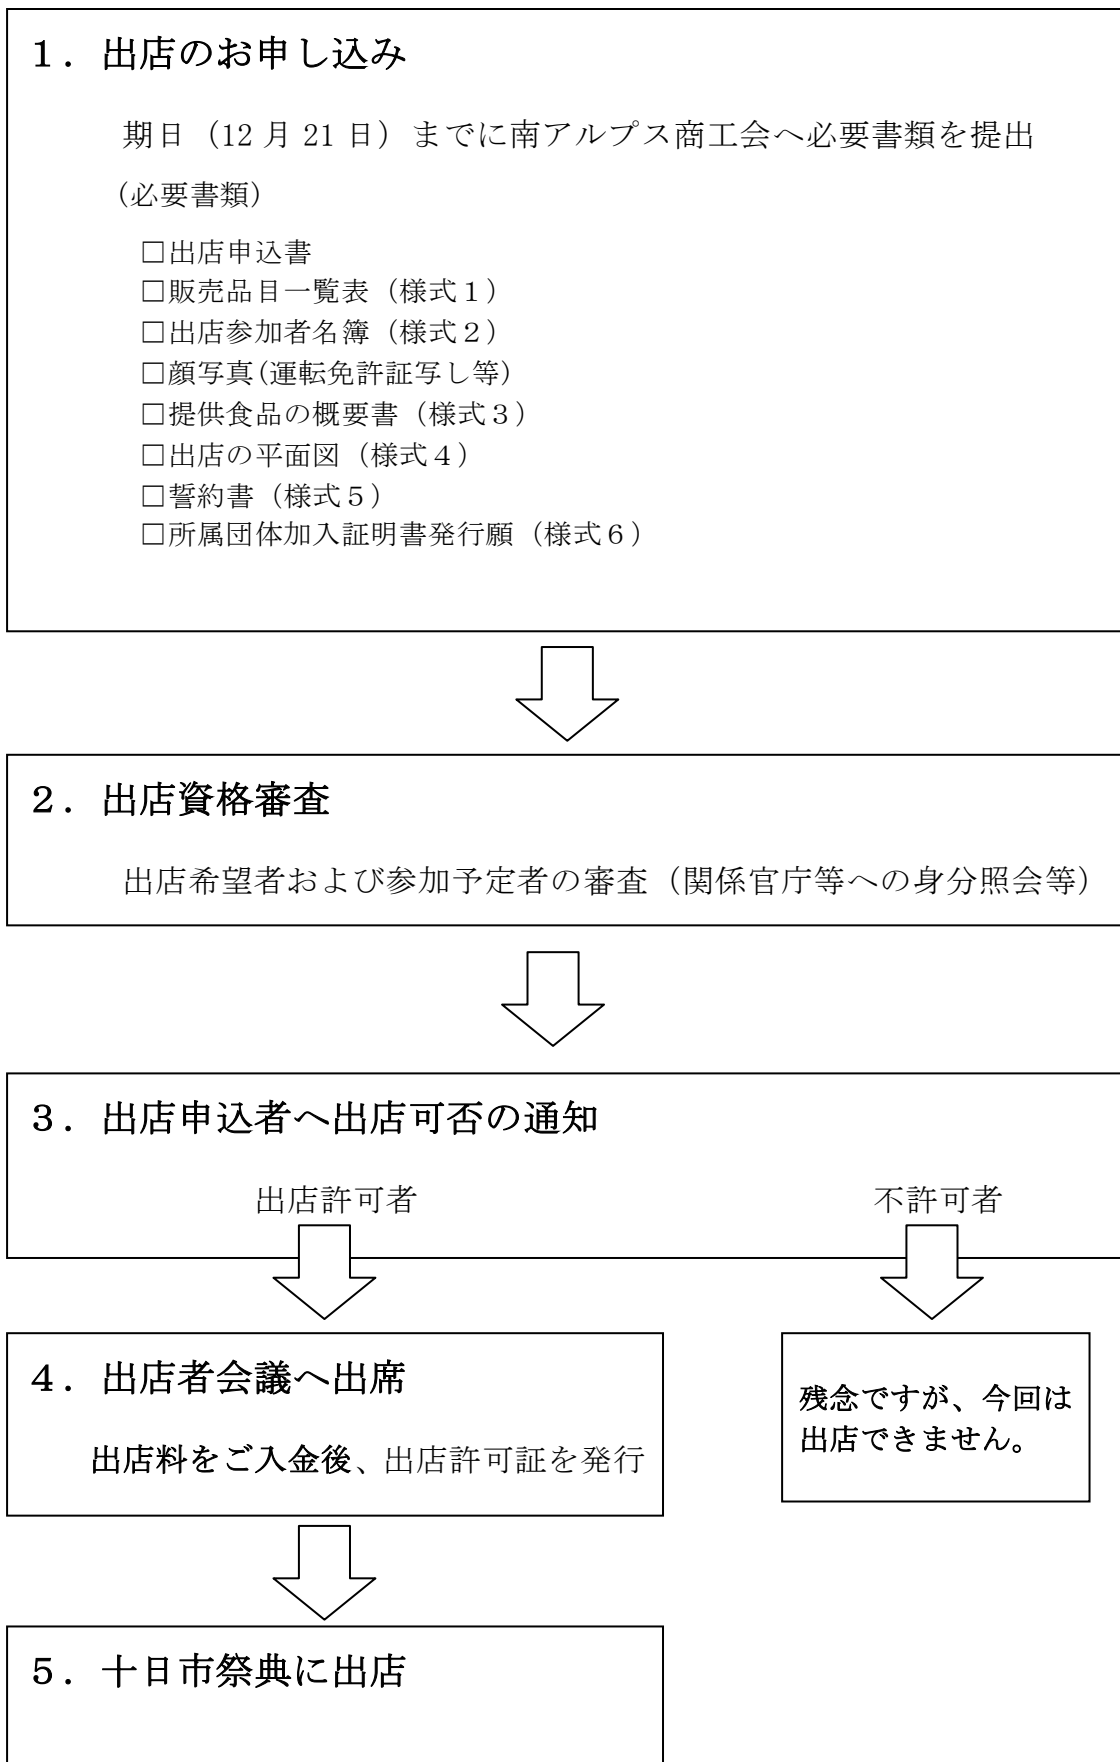 １．出店のお申し込み
期日（12 月 21 日）までに南アルプス商工会へ必要書類を提出
(必要書類)
□出店申込書
□販売品目一覧表（様式１）
□出店参加者名簿（様式２）
□顔写真(運転免許証写し等)
□提供食品の概要書（様式３）
□出店の平面図（様式４）
□誓約書（様式５）
□所属団体加入証明書発行願（様式６）
２．出店資格審査
出店希望者および参加予定者の審査（関係官庁等への身分照会等）
３．出店申込者へ出店可否の通知
出店許可者
不許可者
４．出店者会議へ出席
出店料をご入金後、出店許可証を発行
残念ですが、今回は
出店できません。
５．十日市祭典に出店